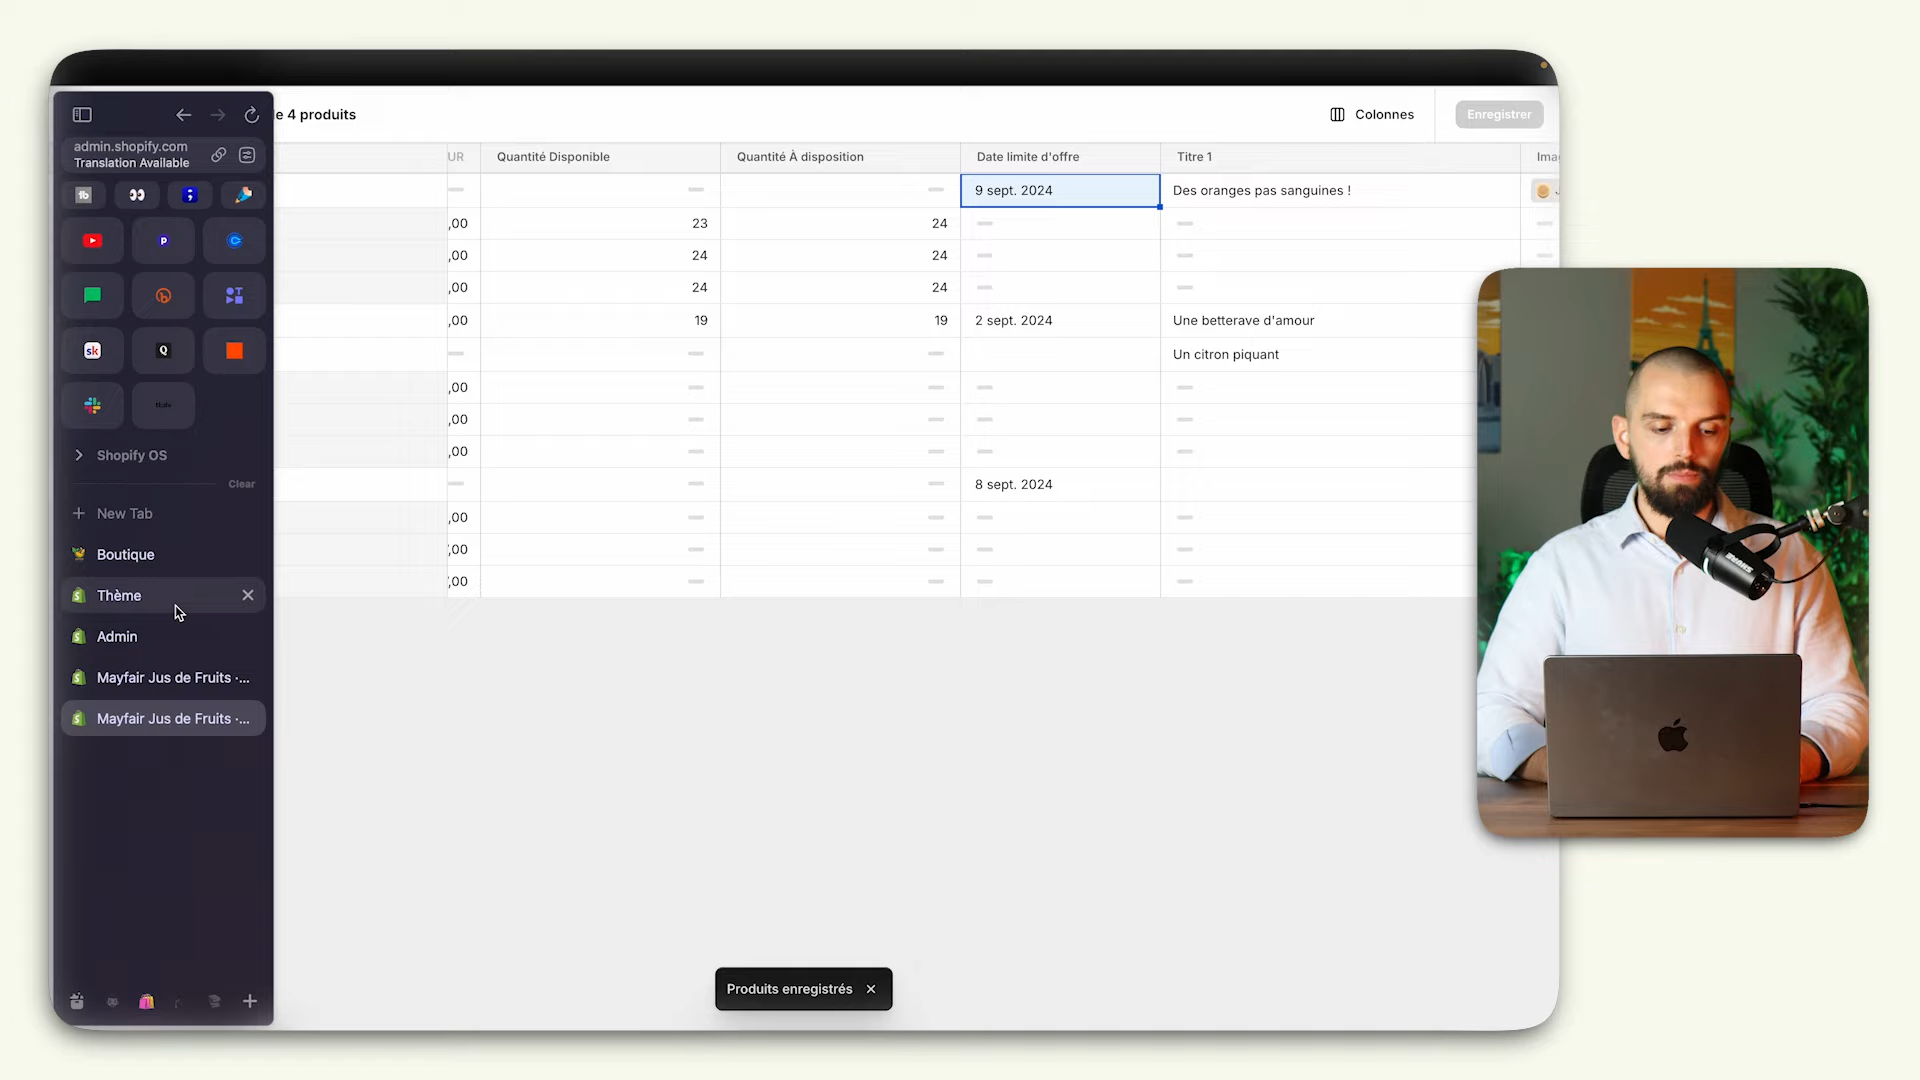 e 4 produits
Colonnes
Enregistrer
admin.shopify.com
Translation Available
UR
Quantité Disponible
Quantité À disposition
Date limite d'offre
Titre 1
Ima
9 sept. 2024
Des oranges pas sanguines !
,00
23
24
,00
24
24
,00
24
24
,00
19
19
2 sept. 2024
Une betterave d'amour
Un citron piquant
,00
,00
,00
8 sept. 2024
,00
,00
,00
sk
Q
P
Shopify OS
Clear
New Tab
Boutique
Thème
Admin
Mayfair Jus de Fruits ·...
Mayfair Jus de Fruits ·...
Produits enregistrés
SHURE